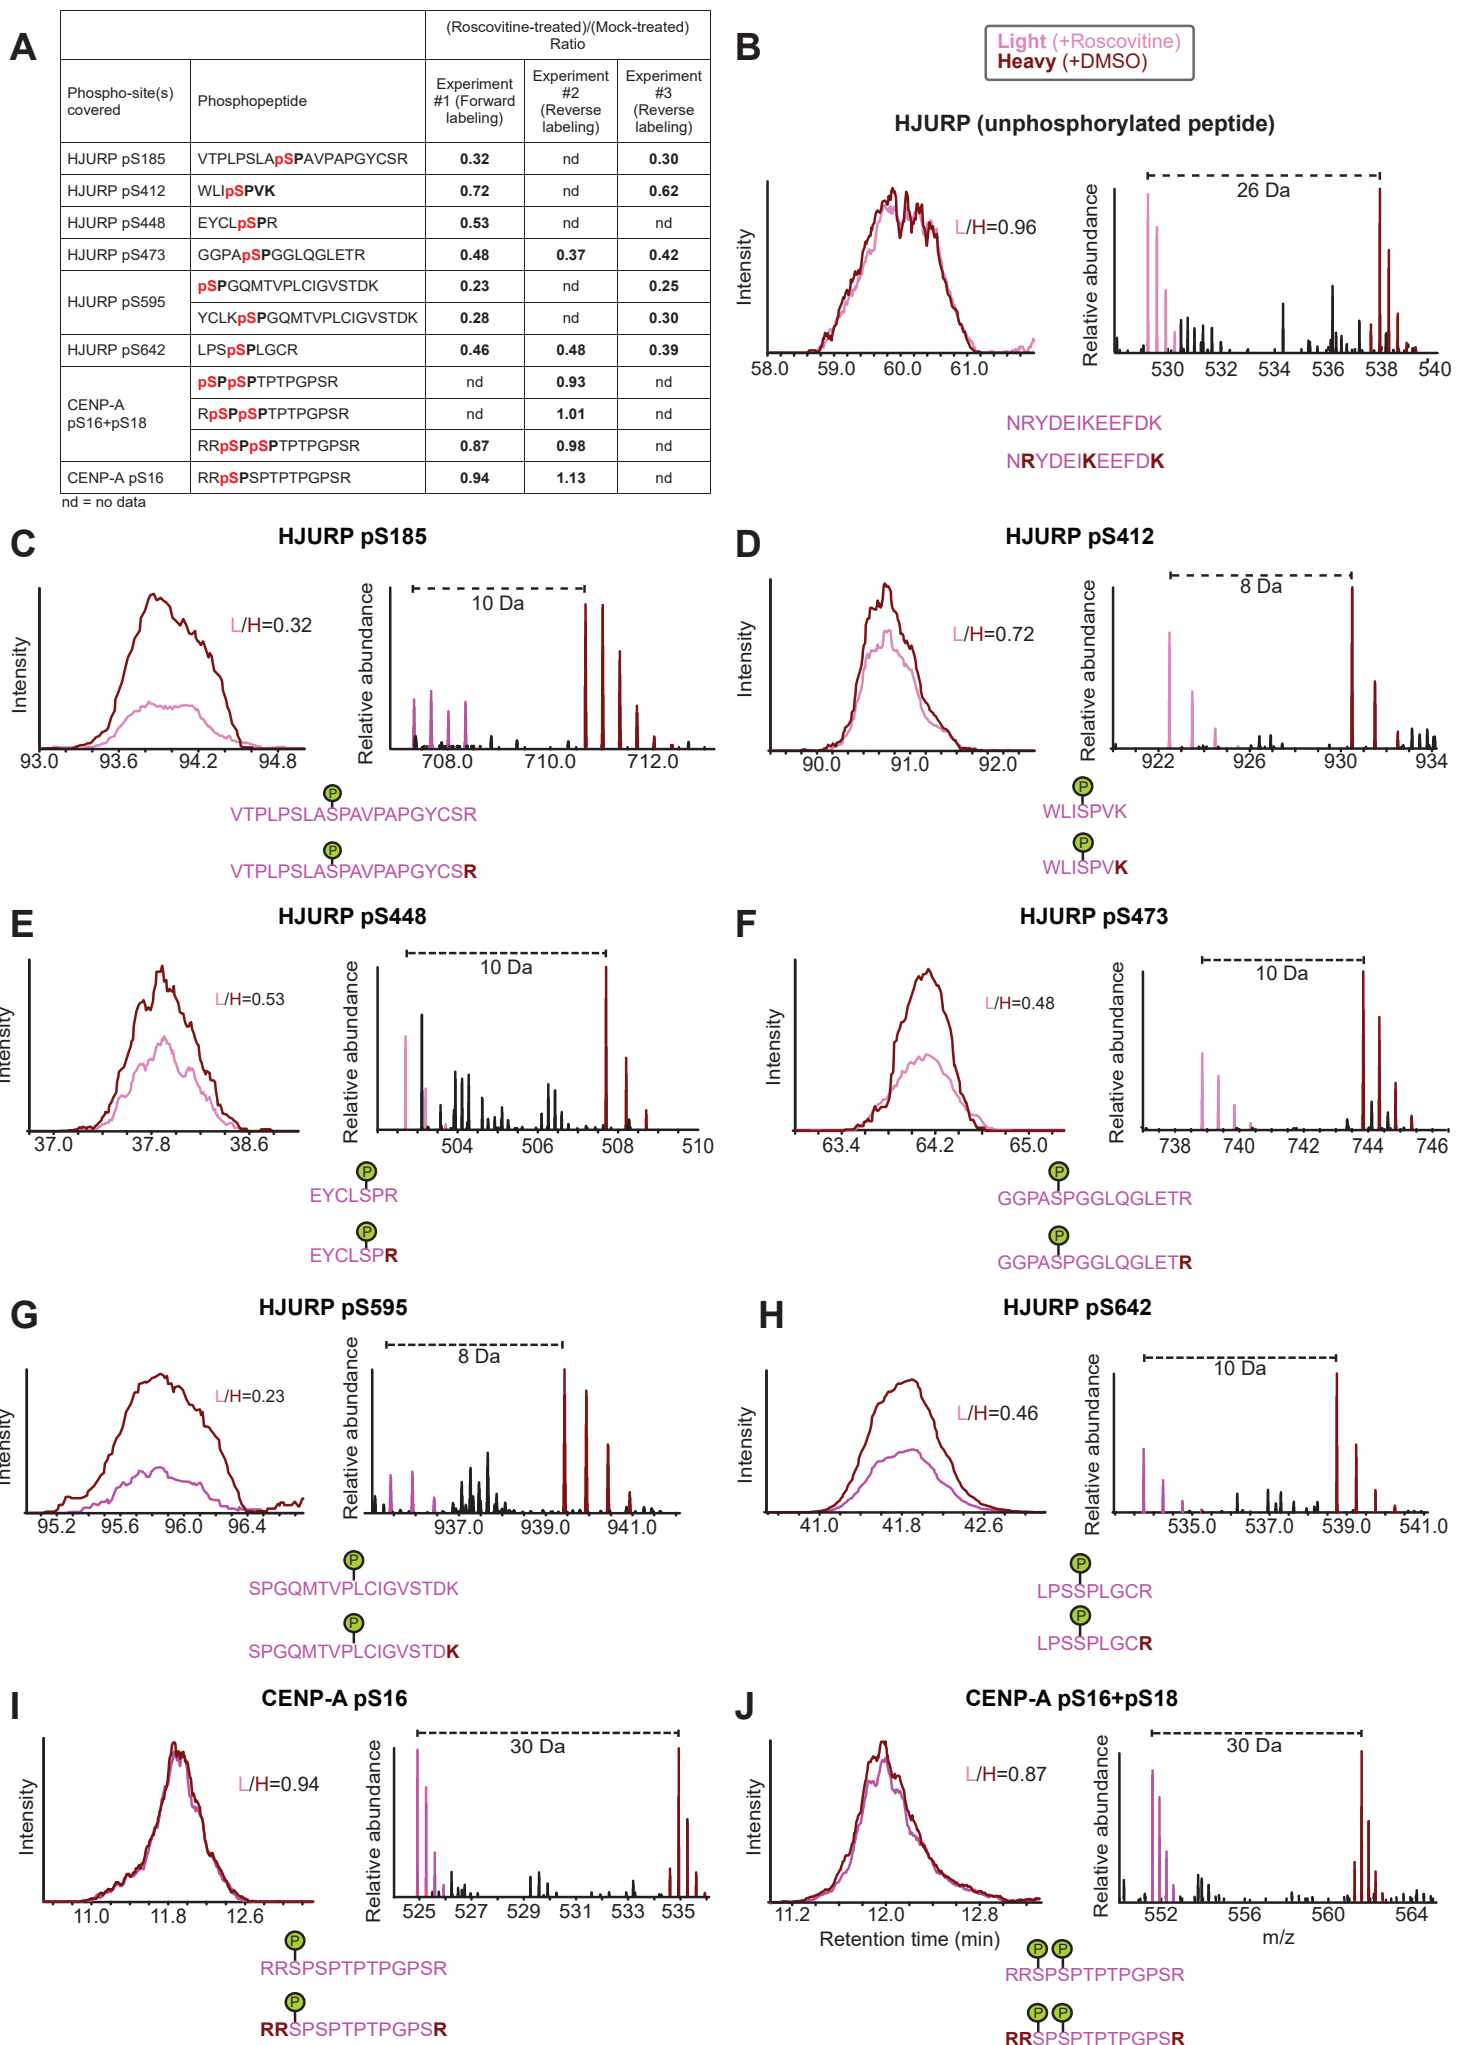 A
(Roscovitine-treated)/(Mock-treated)
Ratio
Phospho-site(s)
covered
Phosphopeptide
Experiment
#1 (Forward
labeling)
Experiment
#2
(Reverse
labeling)
Experiment
#3
(Reverse
labeling)
HJURP pS185 VTPLPSLApSPAVPAPGYCSR 0.32 nd 0.30
HJURP pS412 WLIpSPVK 0.72 nd 0.62
HJURP pS448 EYCLpSPR 0.53 nd nd
HJURP pS473 GGPApSPGGLQGLETR 0.48 0.37 0.42
HJURP pS595 pSPGQMTVPLCIGVSTDK 0.23 nd 0.25
YCLKpSPGQMTVPLCIGVSTDK 0.28 nd 0.30
HJURP pS642 LPSpSPLGCR 0.46 0.48 0.39
CENP-A
pS16+pS18
pSPpSPTPTPGPSR nd 0.93 nd
RpSPpSPTPTPGPSR nd 1.01 nd
RRpSPpSPTPTPGPSR 0.87 0.98 nd
CENP-A pS16 RRpSPSPTPTPGPSR 0.94 1.13 nd
nd = no data
B
Light (+Roscovitine)
Heavy (+DMSO)
HJURP (unphosphorylated peptide)
Intensity
L/H=0.96
58.0 59.0 60.0 61.0
Relative abundance
26 Da
530 532 534 536 538 540
NRYDEIKEEFDK
NRYDEIKEEFDK
C
HJURP pS185
Intensity
L/H=0.32
93.0 93.6 94.2 94.8
Relative abundance
10 Da
708.0 710.0 712.0
P
VTPLPSLASPAVPAPGYCSR
P
VTPLPSLASPAVPAPGYCSR
D
HJURP pS412
Intensity
L/H=0.72
90.0 91.0 92.0
Relative abundance
8 Da
922 926 930 934
P
WLISPVK
P
WLISPVK
E
HJURP pS448
Intensity
L/H=0.53
37.0 37.8 38.6
Relative abundance
10 Da
504 506 508 510
P
EYCLSPR
P
EYCLSPR
F
HJURP pS473
Intensity
L/H=0.48
63.4 64.2 65.0
Relative abundance
10 Da
738 740 742 744 746
P
GGPASPGGLQGLETR
P
GGPASPGGLQGLETR
G
HJURP pS595
Intensity
L/H=0.23
95.2 95.6 96.0 96.4
Relative abundance
8 Da
937.0 939.0 941.0
P
SPGQMTVPLCIGVSTDK
P
SPGQMTVPLCIGVSTDK
H
HJURP pS642
Intensity
L/H=0.46
41.0 41.8 42.6
Relative abundance
10 Da
535.0 537.0 539.0 541.0
P
LPSSPLGCR
P
LPSSPLGCR
I
CENP-A pS16
Intensity
L/H=0.94
11.0 11.8 12.6
Relative abundance
30 Da
525 527 529 531 533 535
P
RRSPSPTPTPGPSR
P
RRSPSPTPTPGPSR
J
CENP-A pS16+pS18
Intensity
L/H=0.87
11.2 12.0 12.8
Retention time (min)
Relative abundance
30 Da
552 556 560 564
m/z
P P
RRSPSPTPTPGPSR
P P
RRSPSPTPTPGPSR